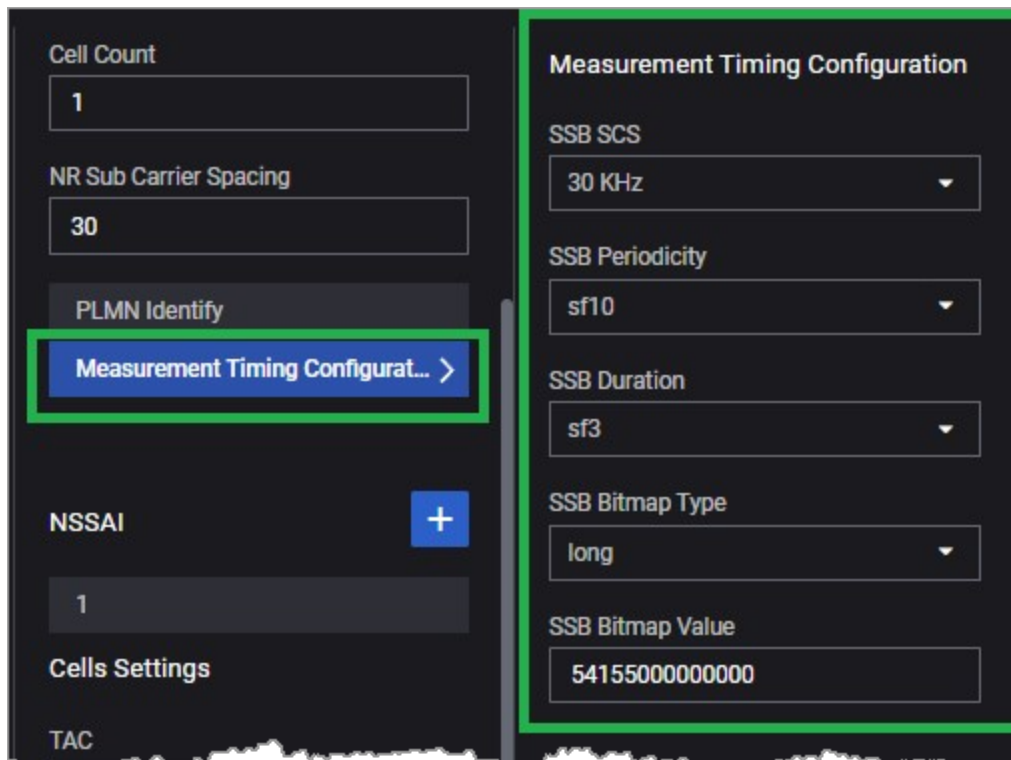 Cell Count
1
NR Sub Carrier Spacing
30
PLMN Identify
Measurement Timing Configurat...
NSSAI
+
1
Cells Settings
TAC
Measurement Timing Configuration
SSB SCS
30 KHz
SSB Periodicity
sf10
SSB Duration
sf3
SSB Bitmap Type
long
SSB Bitmap Value
54155000000000